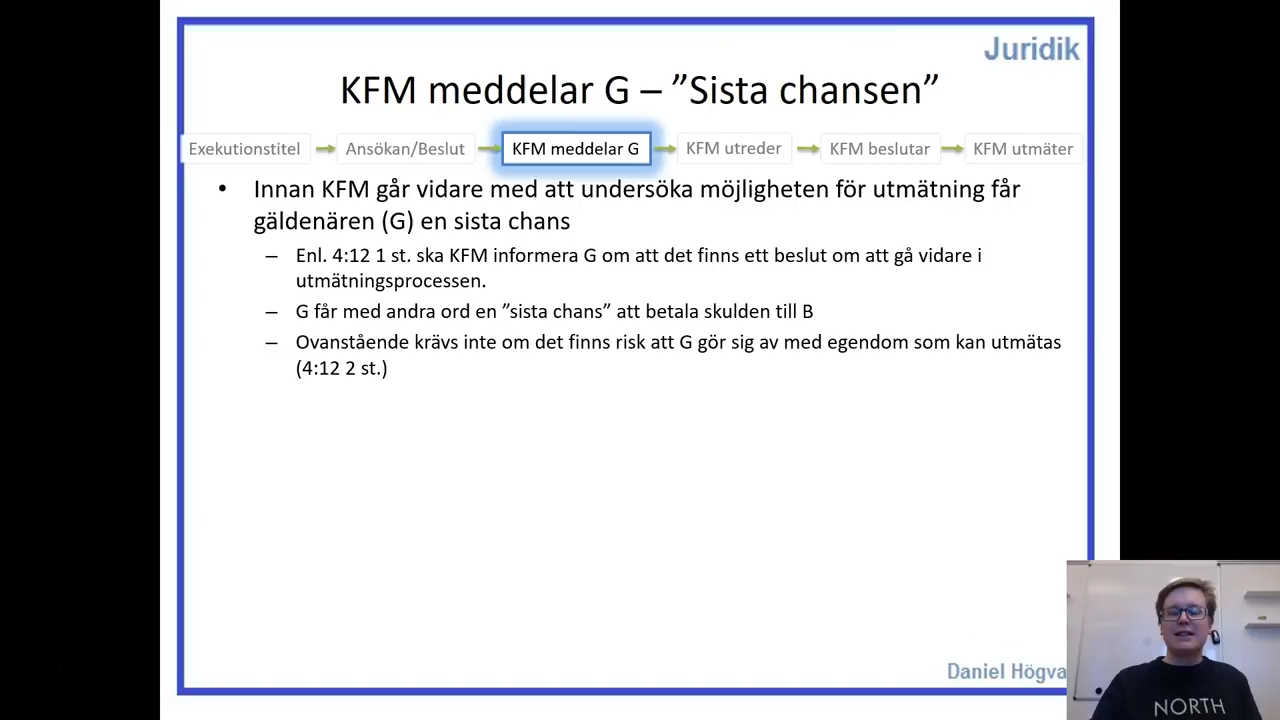 Juridik
KFM meddelar G – ”Sista chansen”
Exekutionstitel
Ansökan/Beslut
KFM meddelar G
KFM utreder
KFM beslutar
KFM utmäter
• Innan KFM går vidare med att undersöka möjligheten för utmätning får
gäldenären (G) en sista chans
– Enl. 4:12 1 st. ska KFM informera G om att det finns ett beslut om att gå vidare i
utmätningsprocessen.
– G får med andra ord en ”sista chans” att betala skulden till B
– Ovanstående krävs inte om det finns risk att G gör sig av med egendom som kan utmätas
(4:12 2 st.)
Daniel Högva
NORTH